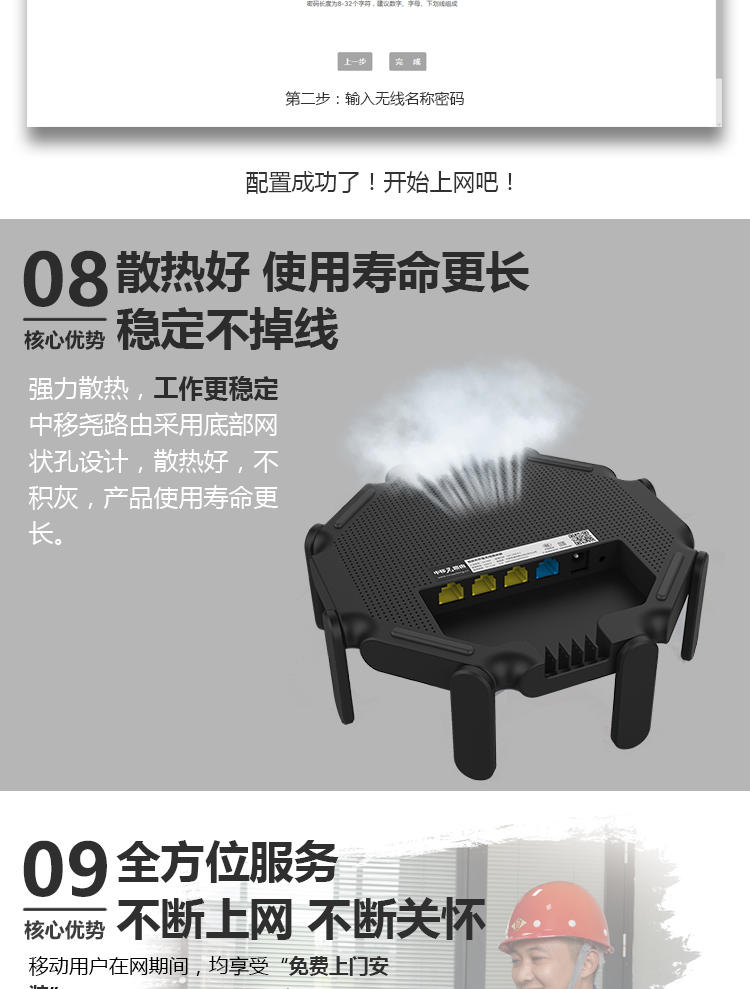 密码长度为8-32个字符，建议数字、字母、下划线组成
上一步 完 成
第二步：输入无线名称密码
配置成功了！开始上网吧！
08
核心优势
散热好 使用寿命更长
稳定不掉线
强力散热，工作更稳定
中移尧路由采用底部网
状孔设计，散热好，不
积灰，产品使用寿命更
长。
09
核心优势
全方位服务
不断上网 不断关怀
移动用户在网期间，均享受“免费上门安